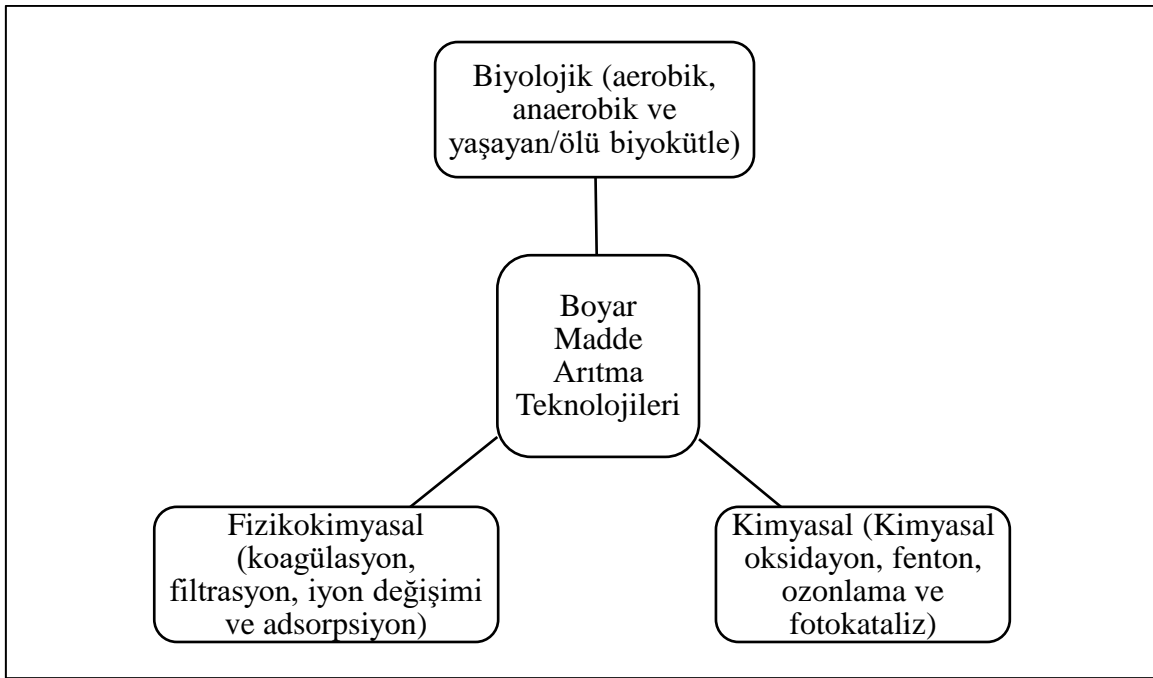 Biyolojik (aerobik,
anaerobik ve
yaşayan/ölü biyokütle)
Boyar
Madde
Arıtma
Teknolojileri
Fizikokimyasal
(koagülasyon,
filtrasyon, iyon değişimi
ve adsorpsiyon)
Kimyasal (Kimyasal
oksidayon, fenton,
ozonlama ve
fotokataliz)